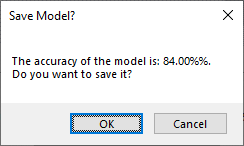 Save Model?
The accuracy of the model is: 84.00%%.
Do you want to save it?
OK
Cancel